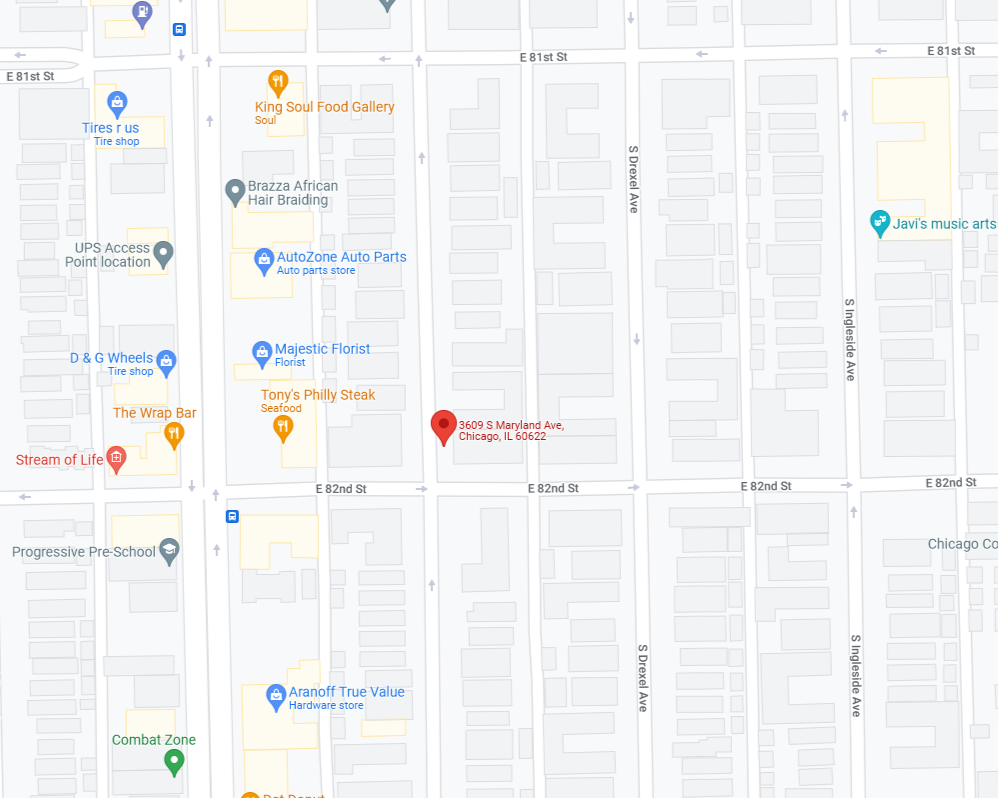 E 81st St
E 81st St
E 81st St
King Soul Food Gallery
Soul
Tires r us
Tire shop
S Drexel Ave
Brazza African
Hair Braiding
Javi's music arts
UPS Access
Point location
AutoZone Auto Parts
Auto parts store
S Ingleside Ave
Majestic Florist
Florist
D & G Wheels
Tire shop
Tony's Philly Steak
Seafood
The Wrap Bar
3609 S Maryland Ave,
Chicago, IL 60622
Stream of Life
E 82nd St
E 82nd St
E 82nd St
E 82nd St
Progressive Pre-School
Chicago Co
S Drexel Ave
S Ingleside Ave
Aranoff True Value
Hardware store
Combat Zone